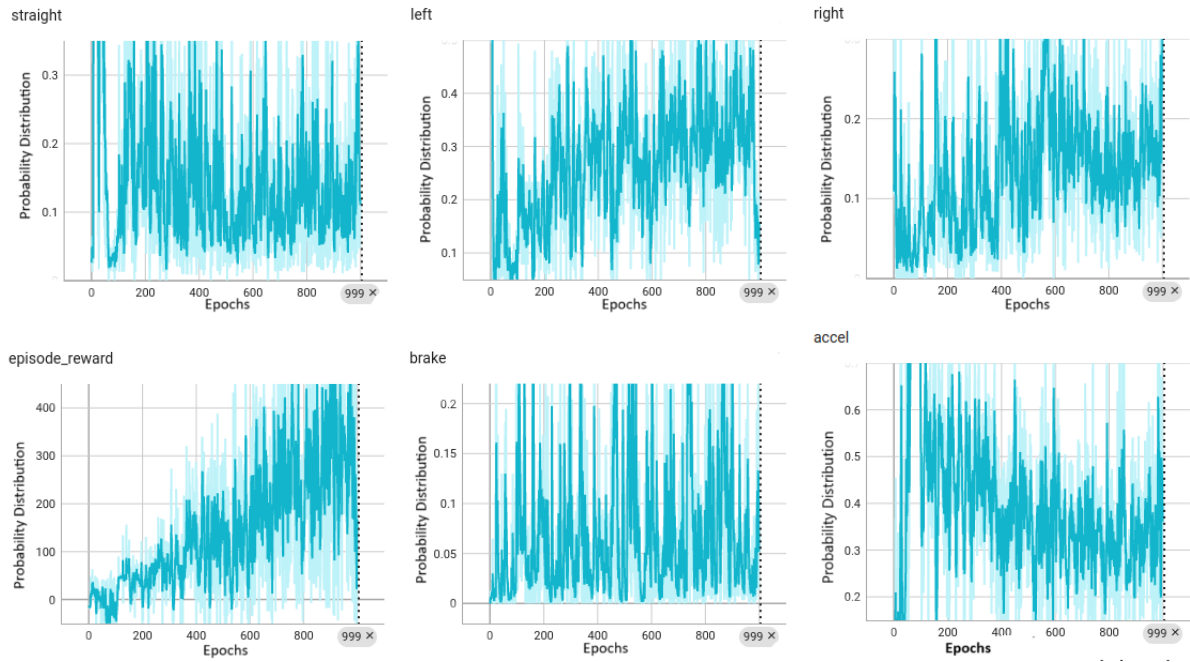 straight
Probability Distribution
0.3
0.2
0.1
0 200 400 600 800 999 ×
Epochs
left
Probability Distribution
0.4
0.3
0.2
0.1
0 200 400 600 800 999 ×
Epochs
right
Probability Distribution
0.2
0.1
0 200 400 600 800 999 ×
Epochs
episode_reward
Probability Distribution
400
300
200
100
0
0 200 400 600 800 999 ×
Epochs
brake
Probability Distribution
0.2
0.15
0.1
0.05
0
0 200 400 600 800 999 ×
Epochs
accel
Probability Distribution
0.6
0.5
0.4
0.3
0.2
0 200 400 600 800 999 ×
Epochs